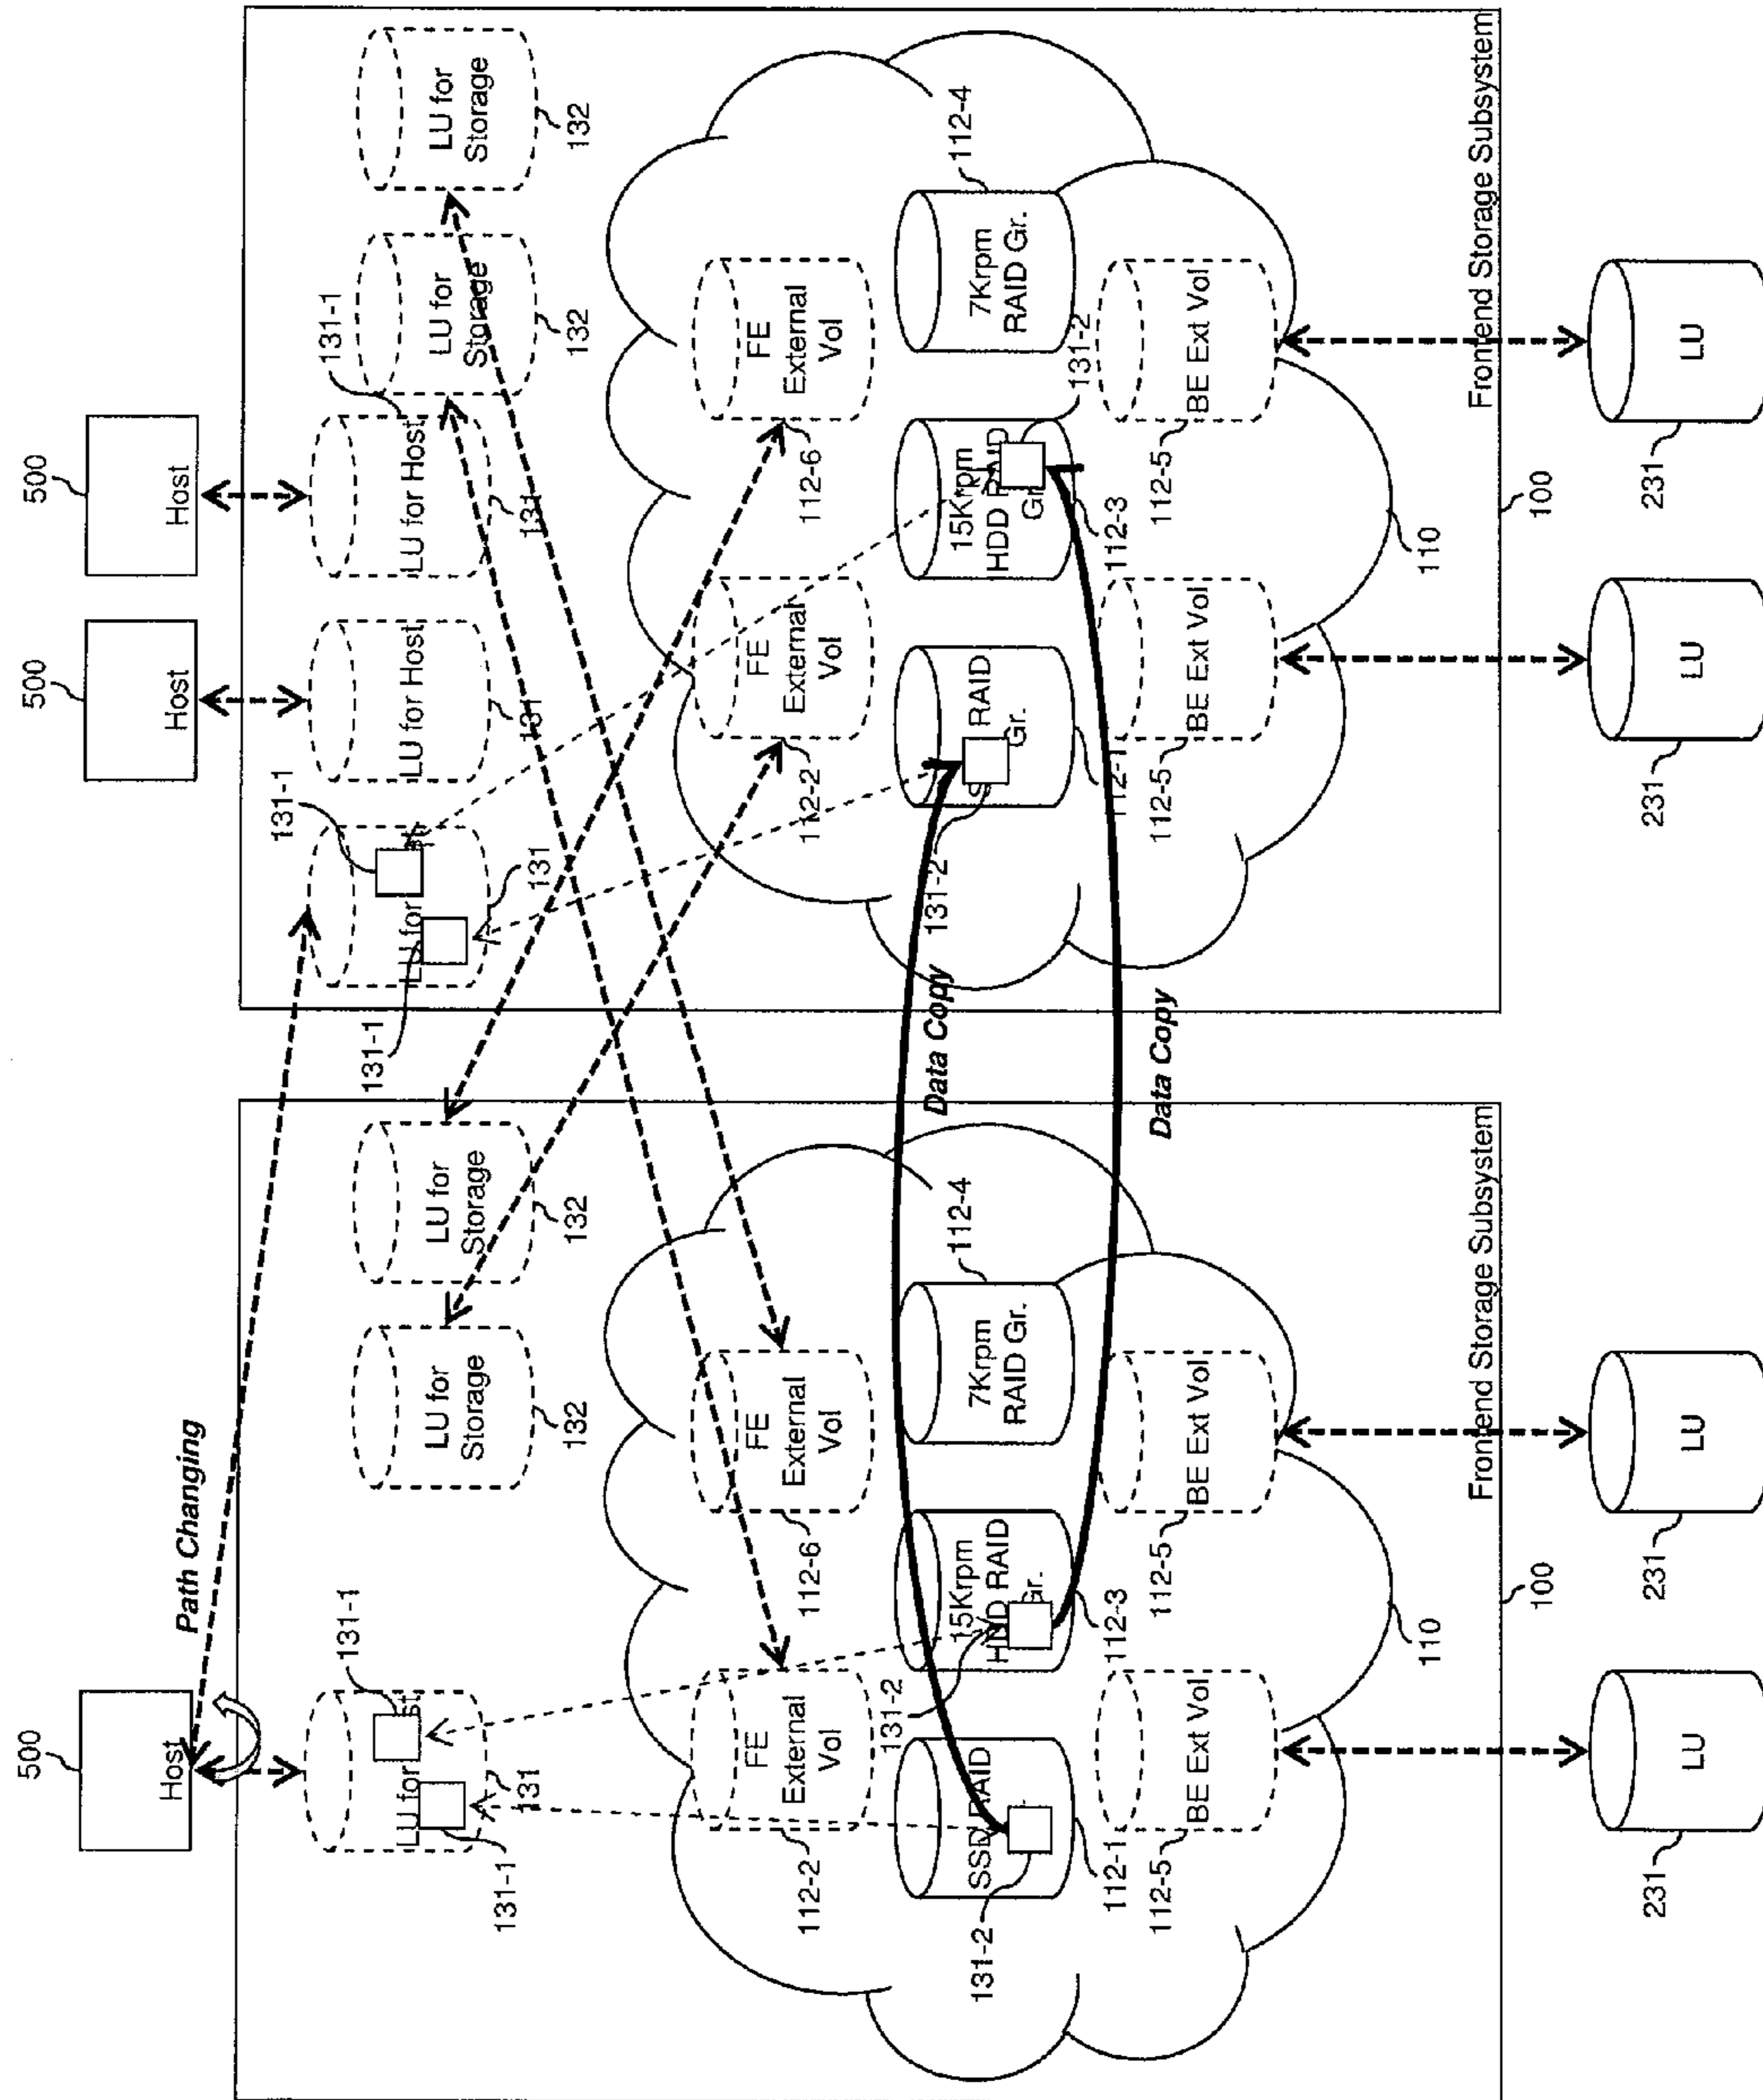 500
Host
Path Changing
500
Host
500
Host
131-1
131-1
LU for st
131
LU for
Storage
132
LU for
Storage
132
131-1
131-1
LU for st
131
LU for Host
131
131-1
LU for Host
131
LU for
Storage
132
LU for
Storage
132
FE
External
Vol
112-2
FE
External
Vol
112-6
FE
External
Vol
112-2
FE
External
Vol
112-6
131-2
SSD RAID
112-1
131-2
15Krpm
HDD RAID
Gr.
112-3
7Krpm
RAID Gr.
112-4
Data Copy
Data Copy
131-2
S RAID
Gr.
112-1
15Krpm
HDD RAID
Gr.
131-2
112-3
7Krpm
RAID Gr.
112-4
BE Ext Vol
112-5
BE Ext Vol
112-5
BE Ext Vol
112-5
BE Ext Vol
112-5
110
110
Frontend Storage Subsystem
100
Frontend Storage Subsystem
100
LU
231
LU
231
LU
231
LU
231